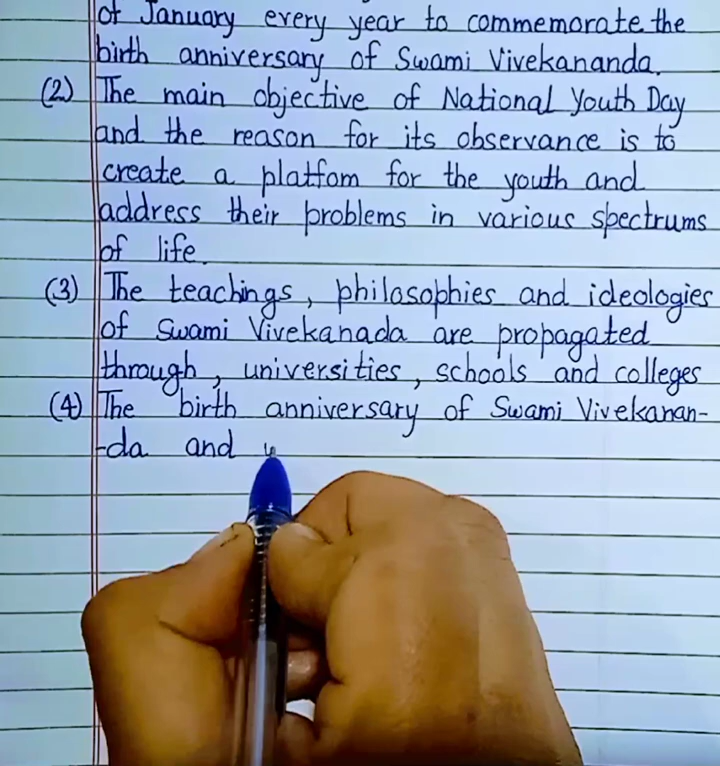 of January every year to commemorate the
birth anniversary of Swami Vivekananda.
(2) The main objective of National Youth Day
and the reason for its observance is to
create a platfom for the youth and
address their problems in various spectrums
of life.
(3) The teachings, philosophies and ideologies
of Swami Vivekanada are propagated
through, universities, schools and colleges
(4) The birth anniversary of Swami Vivekanan-
-da and